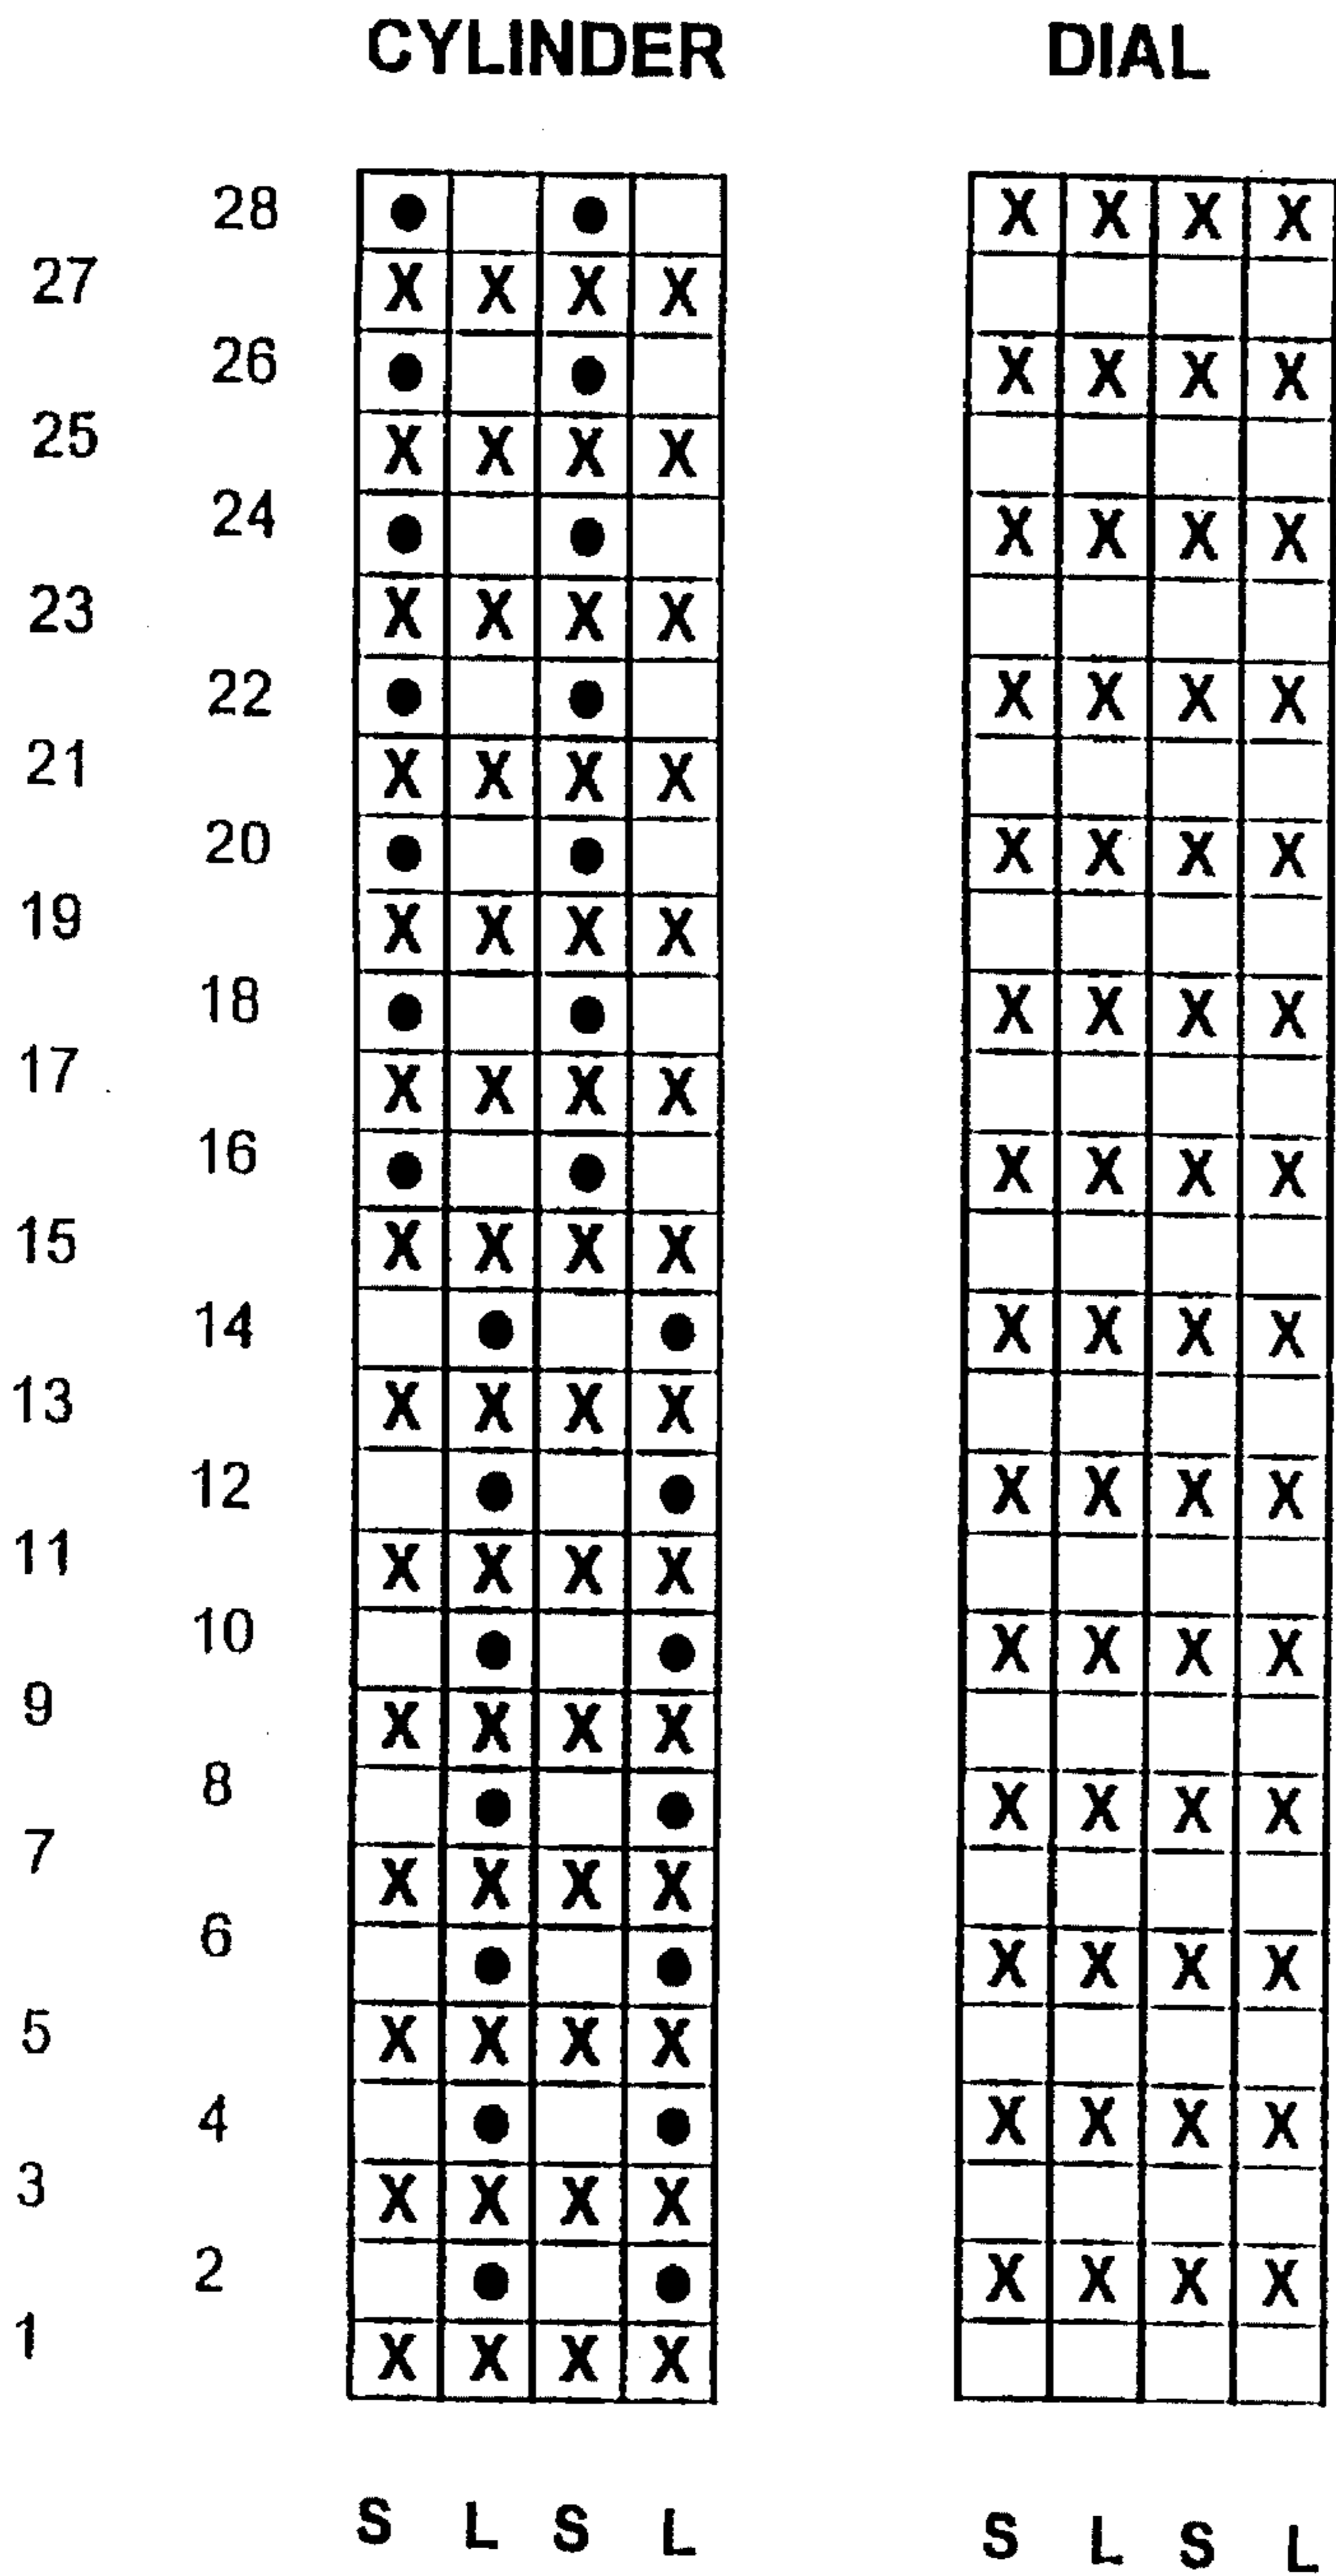 CYLINDER DIAL
28 ● ● X X X X
27 X X X X
26 ● ● X X X X
25 X X X X
24 ● ● X X X X
23 X X X X
22 ● ● X X X X
21 X X X X
20 ● ● X X X X
19 X X X X
18 ● ● X X X X
17 X X X X
16 ● ● X X X X
15 X X X X
14 ● ● X X X X
13 X X X X
12 ● ● X X X X
11 X X X X
10 ● ● X X X X
9 X X X X
8 ● ● X X X X
7 X X X X
6 ● ● X X X X
5 X X X X
4 ● ● X X X X
3 X X X X
2 ● ● X X X X
1 X X X X
S L S L S L S L